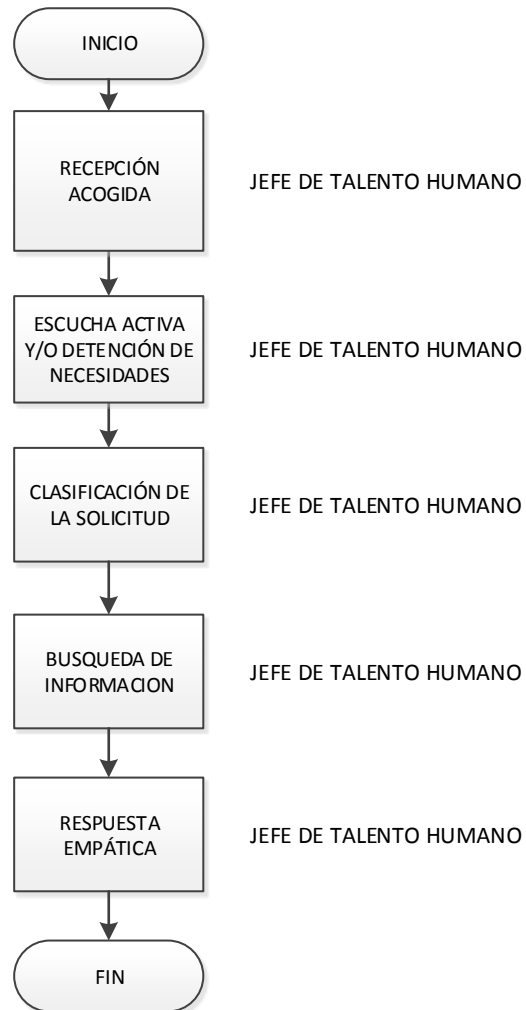 INICIO
RECEPCIÓN
ACOGIDA
JEFE DE TALENTO HUMANO
ESCUCHA ACTIVA
Y/O DETENCIÓN DE
NECESIDADES
JEFE DE TALENTO HUMANO
CLASIFICACIÓN DE
LA SOLICITUD
JEFE DE TALENTO HUMANO
BUSQUEDA DE
INFORMACION
JEFE DE TALENTO HUMANO
RESPUESTA
EMPÁTICA
JEFE DE TALENTO HUMANO
FIN